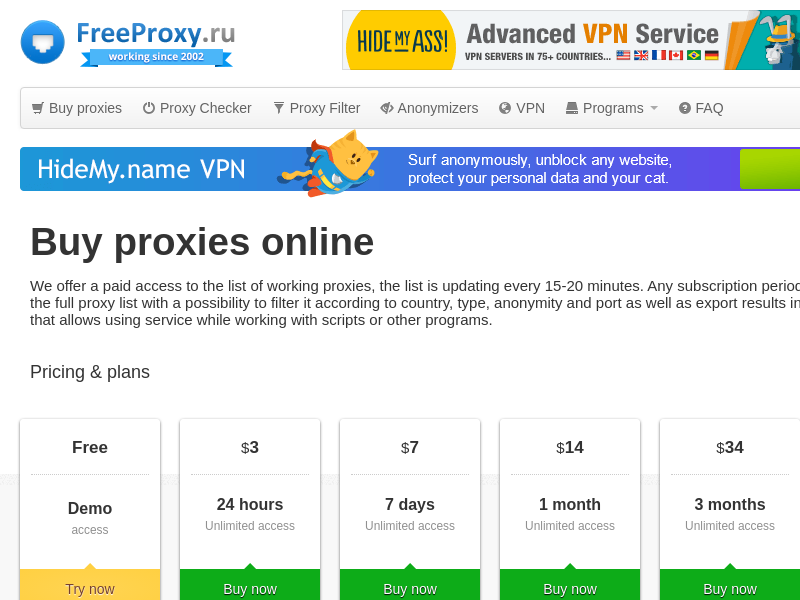 FreeProxy.ru
working since 2002
HIDE MY ASS!
Advanced VPN Service
VPN SERVERS IN 75+ COUNTRIES...
Buy proxies
Proxy Checker
Proxy Filter
Anonymizers
VPN
Programs
FAQ
HideMy.name VPN
Surf anonymously, unblock any website,
protect your personal data and your cat.
Buy proxies online
We offer a paid access to the list of working proxies, the list is updating every 15-20 minutes. Any subscription
the full proxy list with a possibility to filter it according to country, type, anonymity and port as well as export results in
that allows using service while working with scripts or other programs.
Pricing & plans
Free
Demo
access
Try now
$3
24 hours
Unlimited access
Buy now
$7
7 days
Unlimited access
Buy now
$14
1 month
Unlimited access
Buy now
$34
3 months
Unlimited access
Buy now